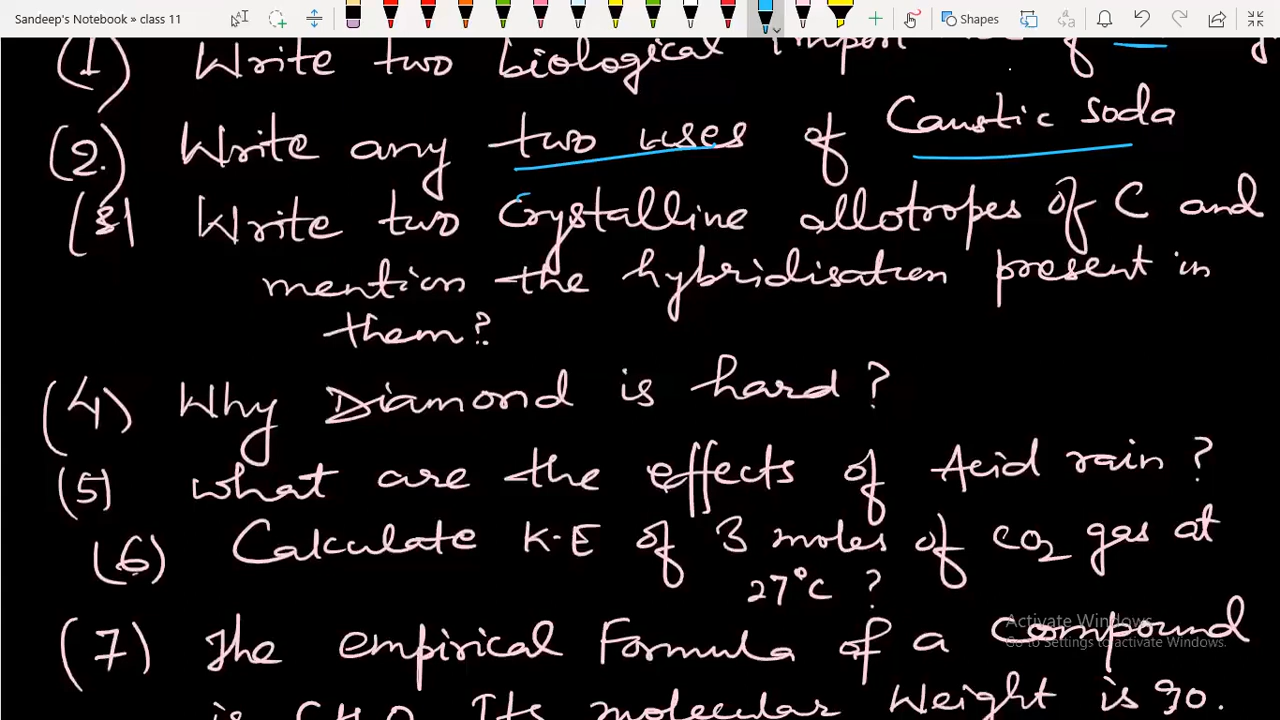 Sandeep's Notebook » class 11
Shapes
(1) Write two biological of
(2.) Write any two uses of Caustic soda
(3) Write two Crystalline allotropes of C and
mention the hybridisation present in
them?
(4) Why Diamond is hard?
(5) what are the effects of Acid rain?
(6) Calculate K.E of 3 moles of CO2 gas at
27°C ?
Activate Windows
Go to Settings to activate Windows.
(7) The empirical Formula of a compound
is Its molecular Weight is 90.